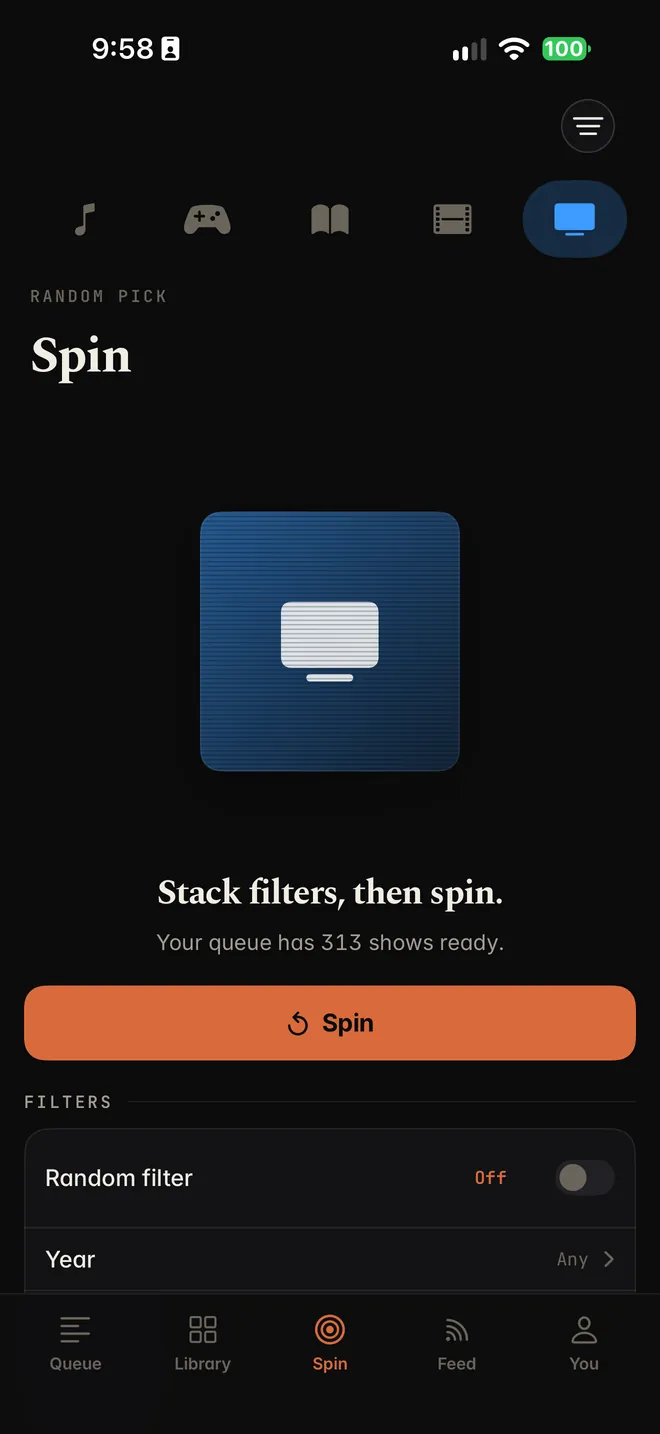 9:58
100
RANDOM PICK
Spin
Stack filters, then spin.
Your queue has 313 shows ready.
Spin
FILTERS
Random filter Off
Year Any
Queue Library Spin Feed You